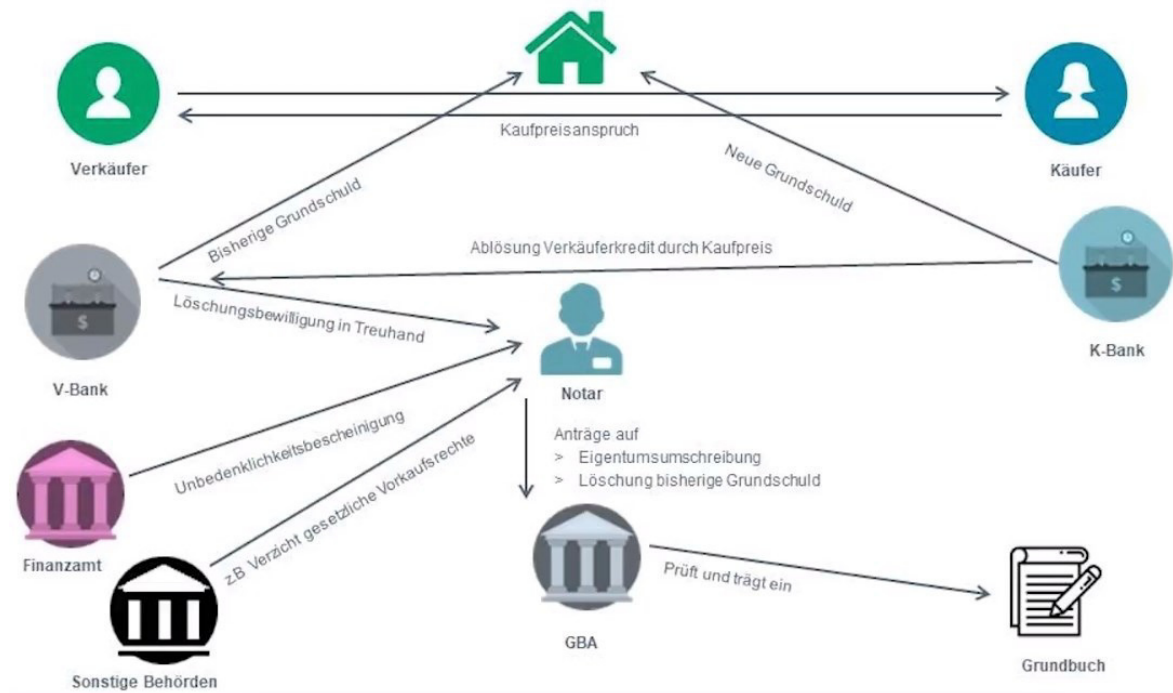 Kaufpreisanspruch
Verkäufer
Käufer
Bisherige Grundschuld
Neue Grundschuld
Ablösung Verkäuferkredit durch Kaufpreis
$
$
Löschungsbewilligung in Treuhand
V-Bank
K-Bank
Notar
Unbedenklichkeitsbescheinigung
Anträge auf
> Eigentumsumschreibung
> Löschung bisherige Grundschuld
z.B Verzicht gesetzliche Vorkaufsrechte
Finanzamt
Prüft und trägt ein
GBA
Grundbuch
Sonstige Behörden